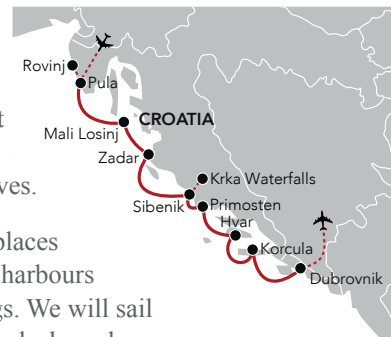 Rovinj
Pula
t
Mali Losinj
CROATIA
Zadar
ves.
Krka Waterfalls
Sibenik
Primosten
places
Hvar
harbours
Korcula
gs. We will sail
Dubrovnik